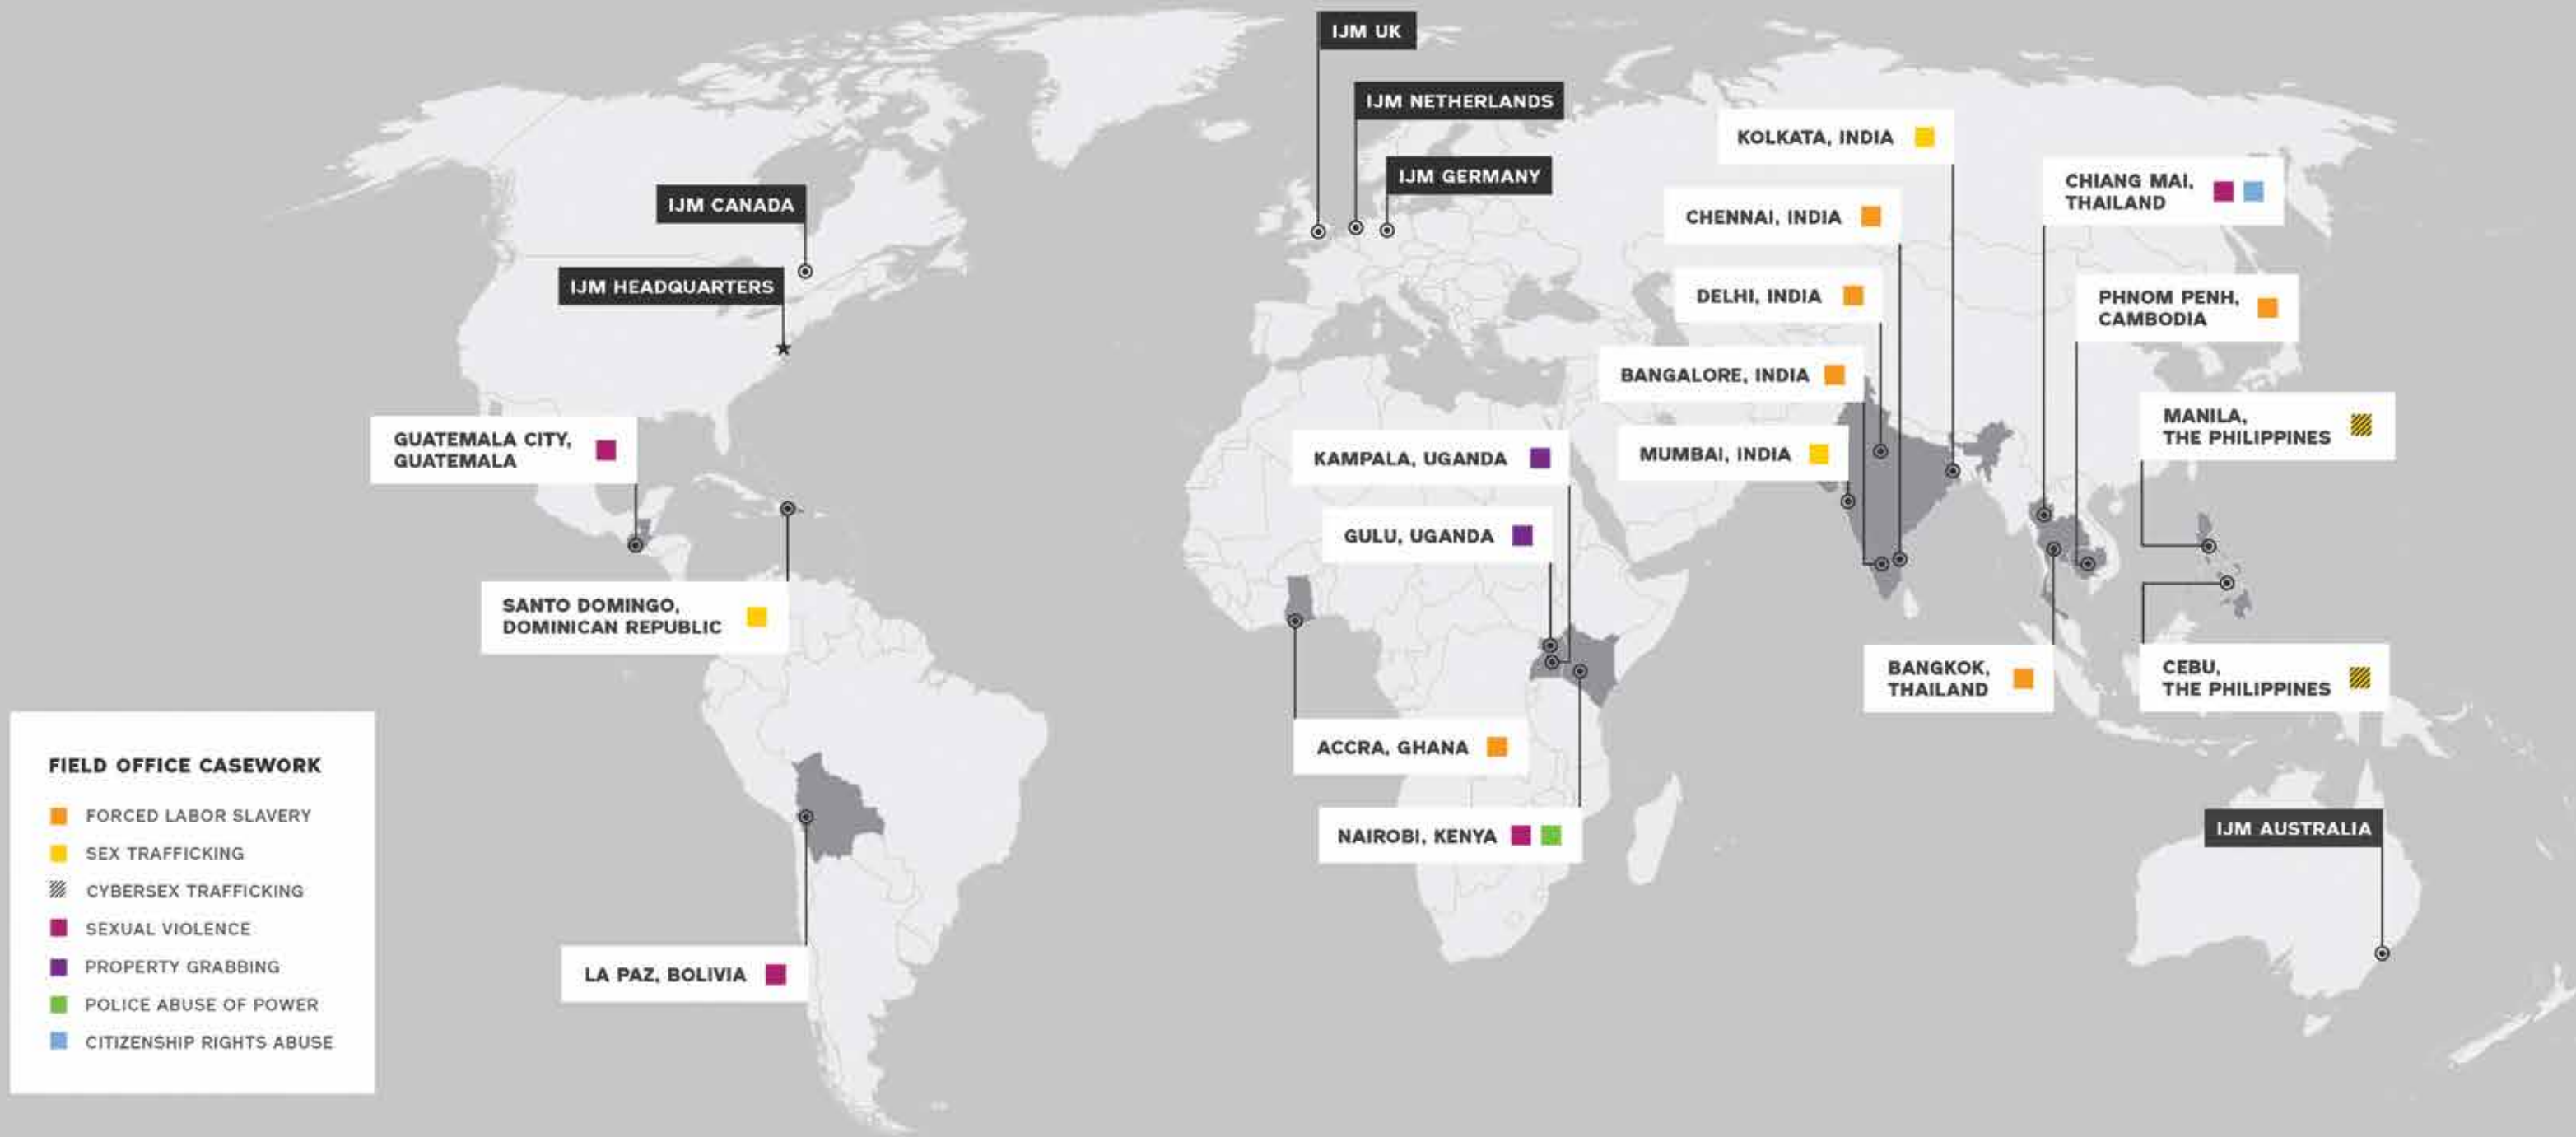 IJM UK
IJM NETHERLANDS
IJM GERMANY
IJM CANADA
IJM HEADQUARTERS
GUATEMALA CITY,
GUATEMALA
SANTO DOMINGO,
DOMINICAN REPUBLIC
LA PAZ, BOLIVIA
KAMPALA, UGANDA
GULU, UGANDA
ACCRA, GHANA
NAIROBI, KENYA
KOLKATA, INDIA
CHENNAI, INDIA
DELHI, INDIA
BANGALORE, INDIA
MUMBAI, INDIA
CHIANG MAI,
THAILAND
PHNOM PENH,
CAMBODIA
MANILA,
THE PHILIPPINES
BANGKOK,
THAILAND
CEBU,
THE PHILIPPINES
IJM AUSTRALIA
FIELD OFFICE CASEWORK
FORCED LABOR SLAVERY
SEX TRAFFICKING
CYBERSEX TRAFFICKING
SEXUAL VIOLENCE
PROPERTY GRABBING
POLICE ABUSE OF POWER
CITIZENSHIP RIGHTS ABUSE